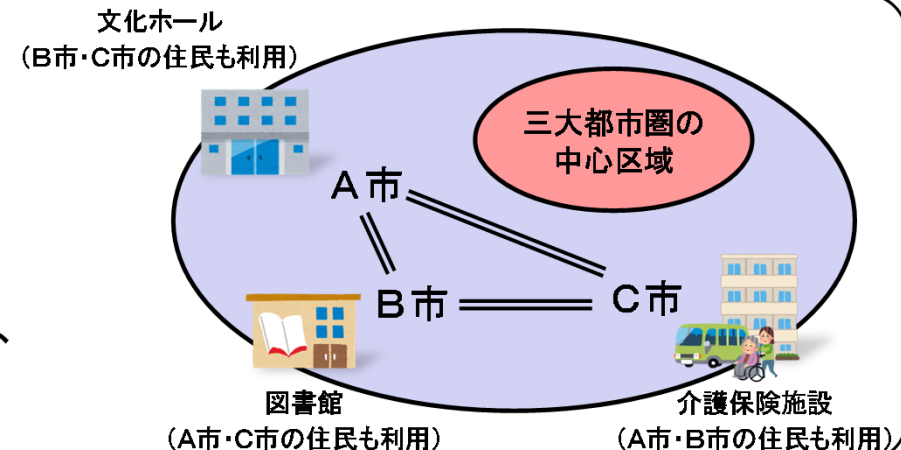 文化ホール
（B市・C市の住民も利用）
三大都市圏の
中心区域
A市
B市
C市
図書館
（A市・C市の住民も利用）
介護保険施設
（A市・B市の住民も利用）